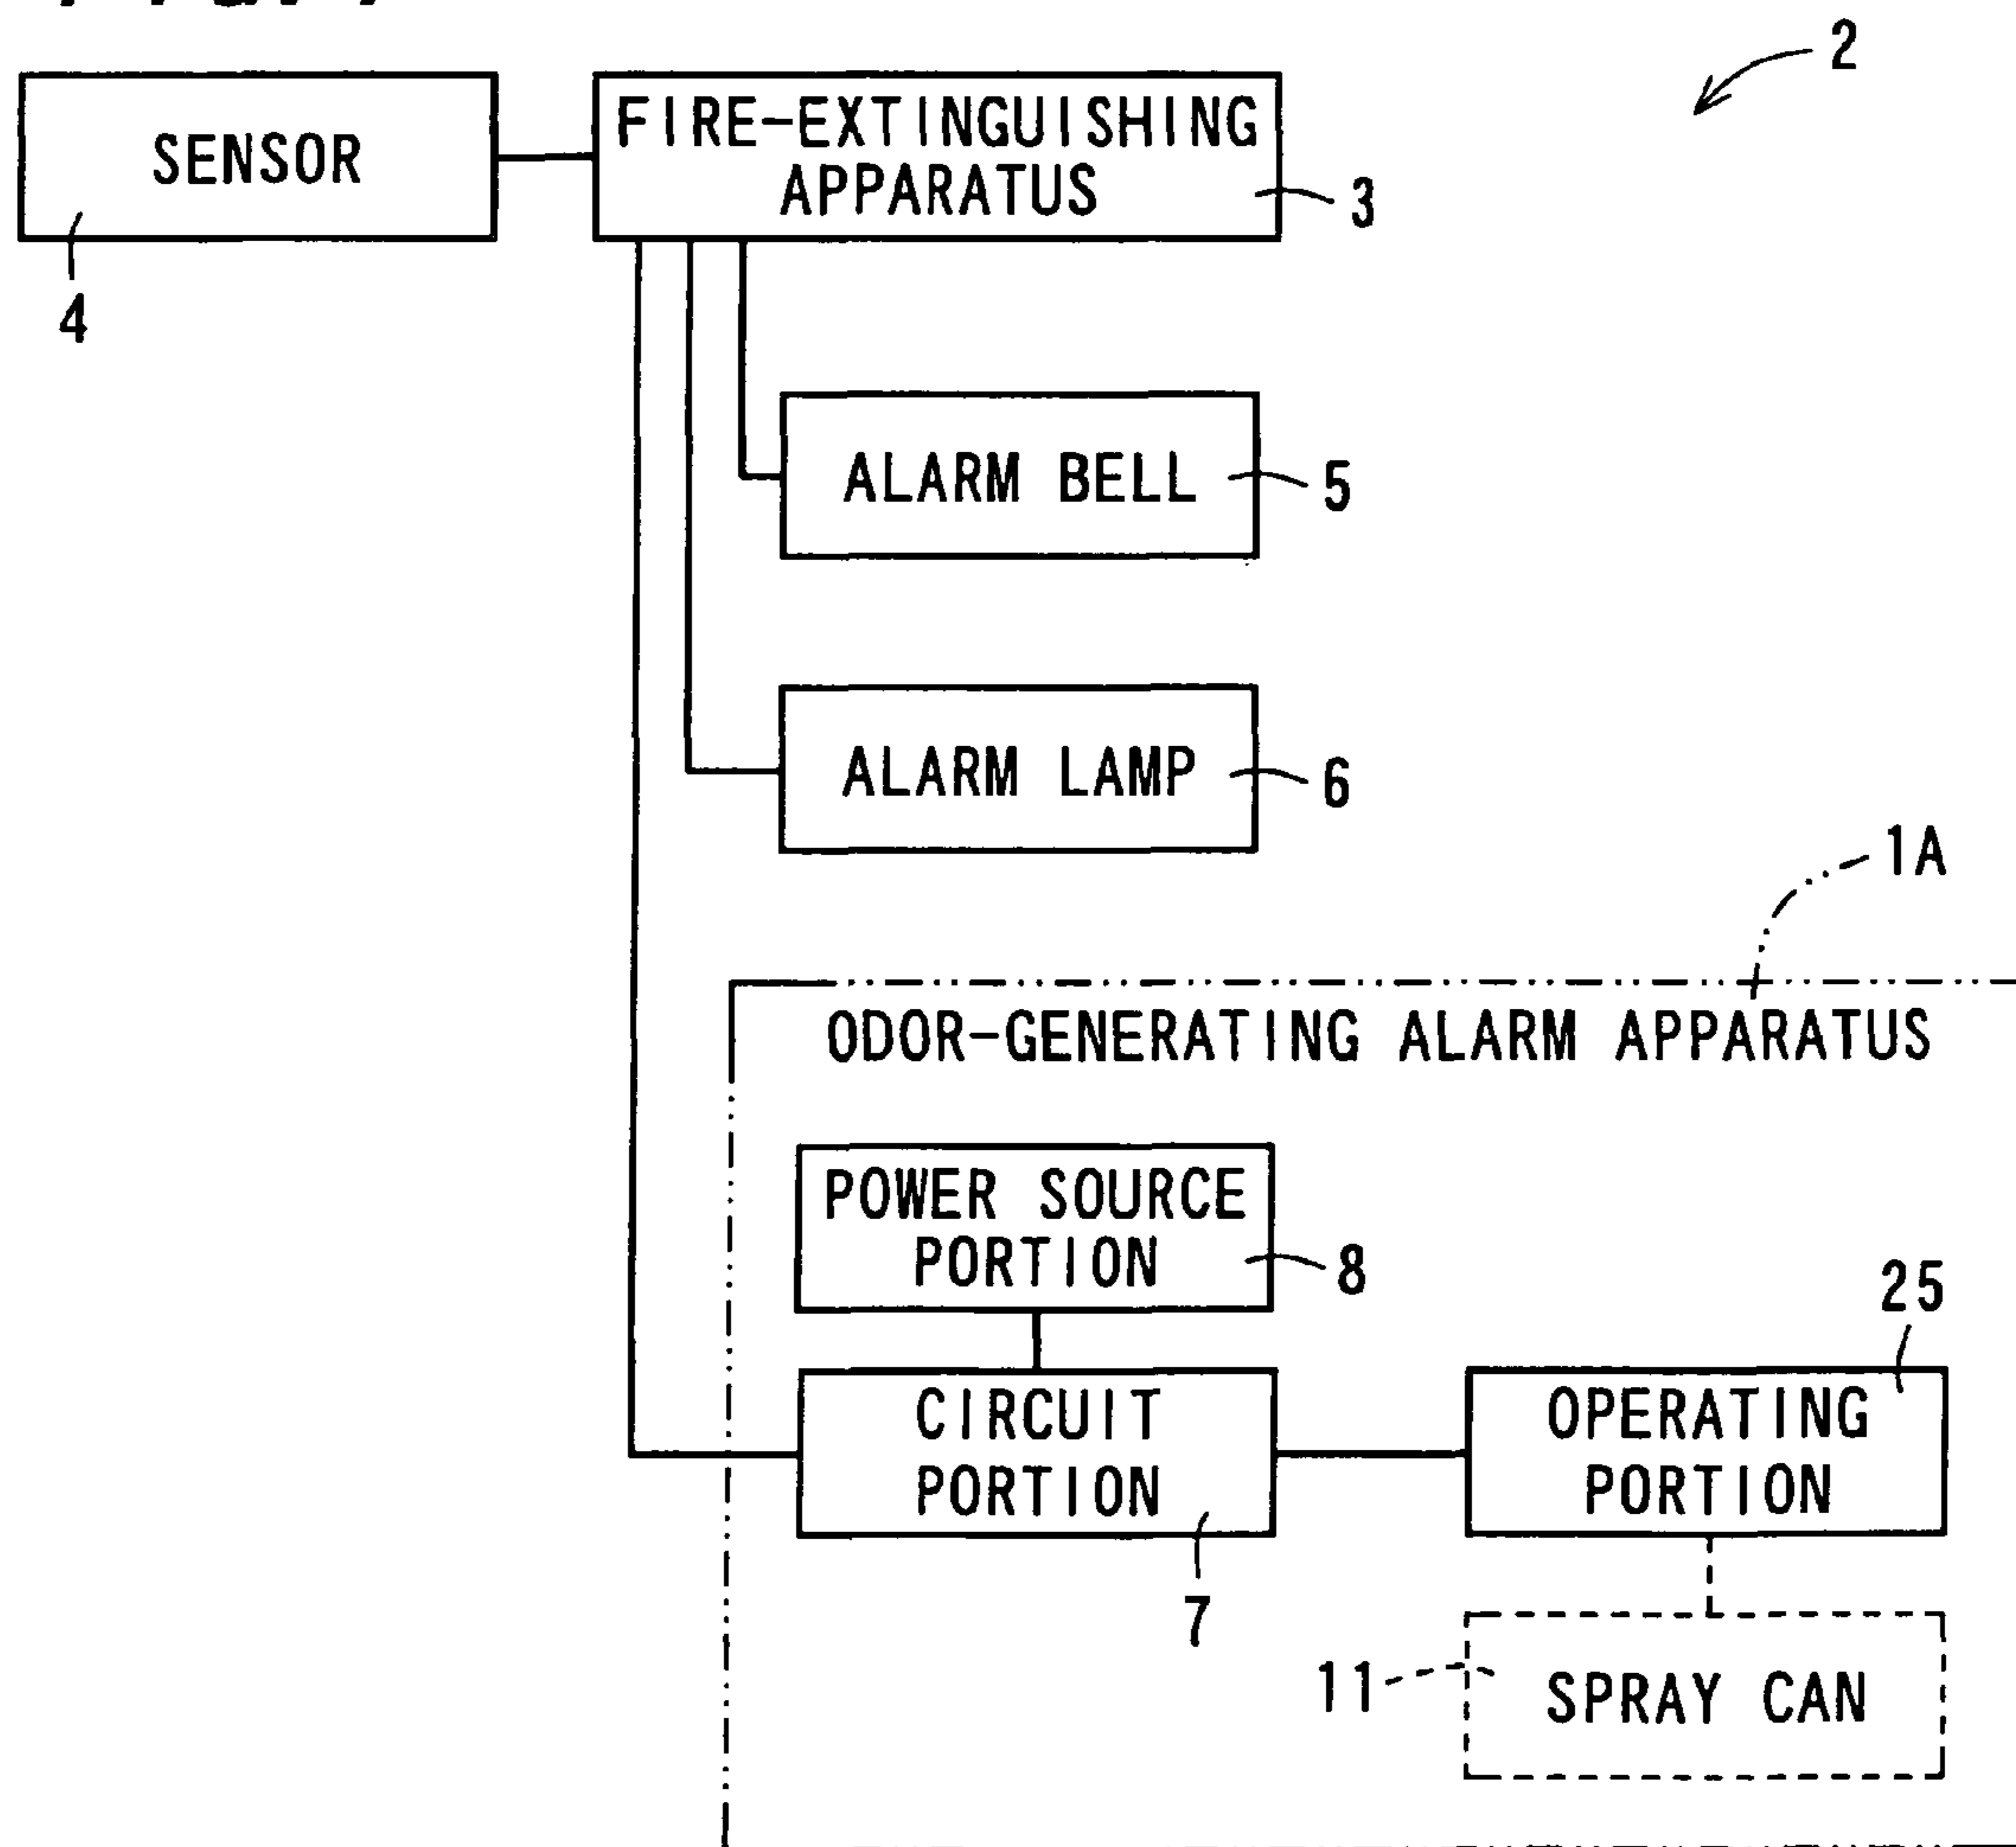 2
SENSOR
FIRE-EXTINGUISHING
APPARATUS
3
4
ALARM BELL
5
ALARM LAMP
6
1A
ODOR-GENERATING ALARM APPARATUS
POWER SOURCE
PORTION
8
25
CIRCUIT
PORTION
OPERATING
PORTION
7
11
SPRAY CAN